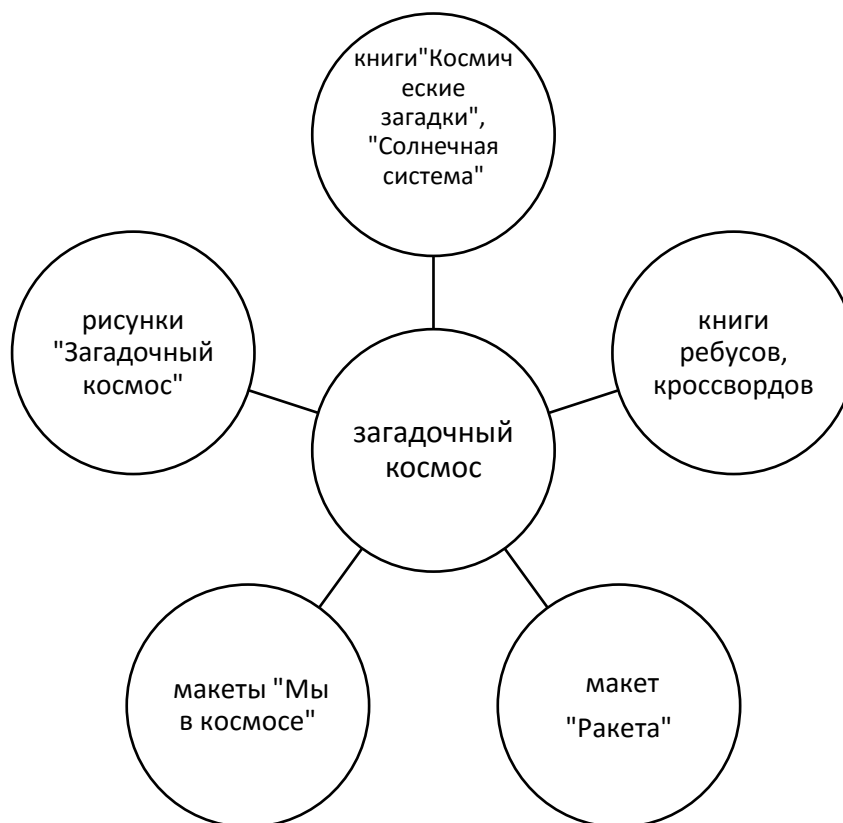 книги"Космич
еские
загадки",
"Солнечная
система"
рисунки
"Загадочный
космос"
книги
ребусов,
кроссвордов
загадочный
космос
макеты "Мы
в космосе"
макет
"Ракета"